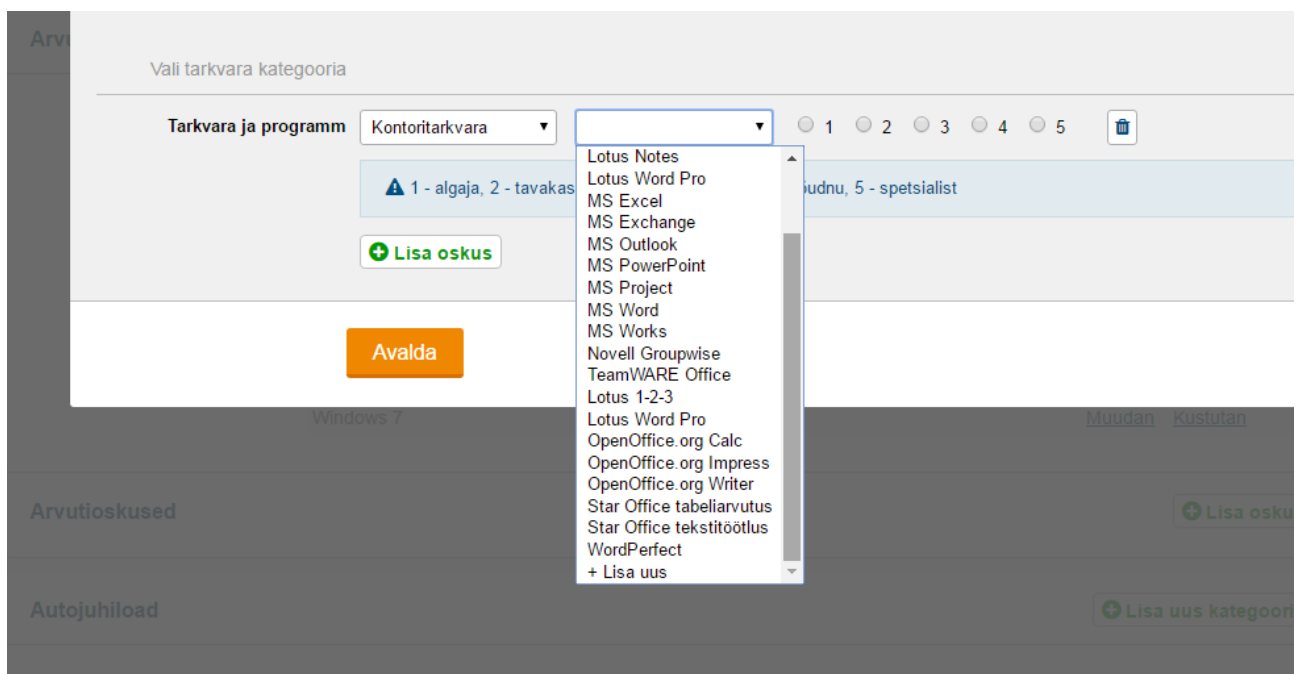 Vali tarkvara kategooria
Tarkvara ja programm Kontoritarkvara 1 2 3 4 5
Lotus Notes
Lotus Word Pro
1 - algaja, 2 - 5 - spetsialist
MS Excel
MS Exchange
MS Outlook
Lisa oskus
MS PowerPoint
MS Project
MS Word
MS Works
Avalda
Novell Groupwise
TeamWARE Office
Lotus 1-2-3
Lotus Word Pro
Windows 7 Muudan Kustutan
OpenOffice.org Calc
OpenOffice.org Impress
OpenOffice.org Writer
Star Office tabeliarvutus
Arvutioskused Lisa
Star Office tekstitöötlus
WordPerfect
+ Lisa uus
Autojuhiload Lisa uus